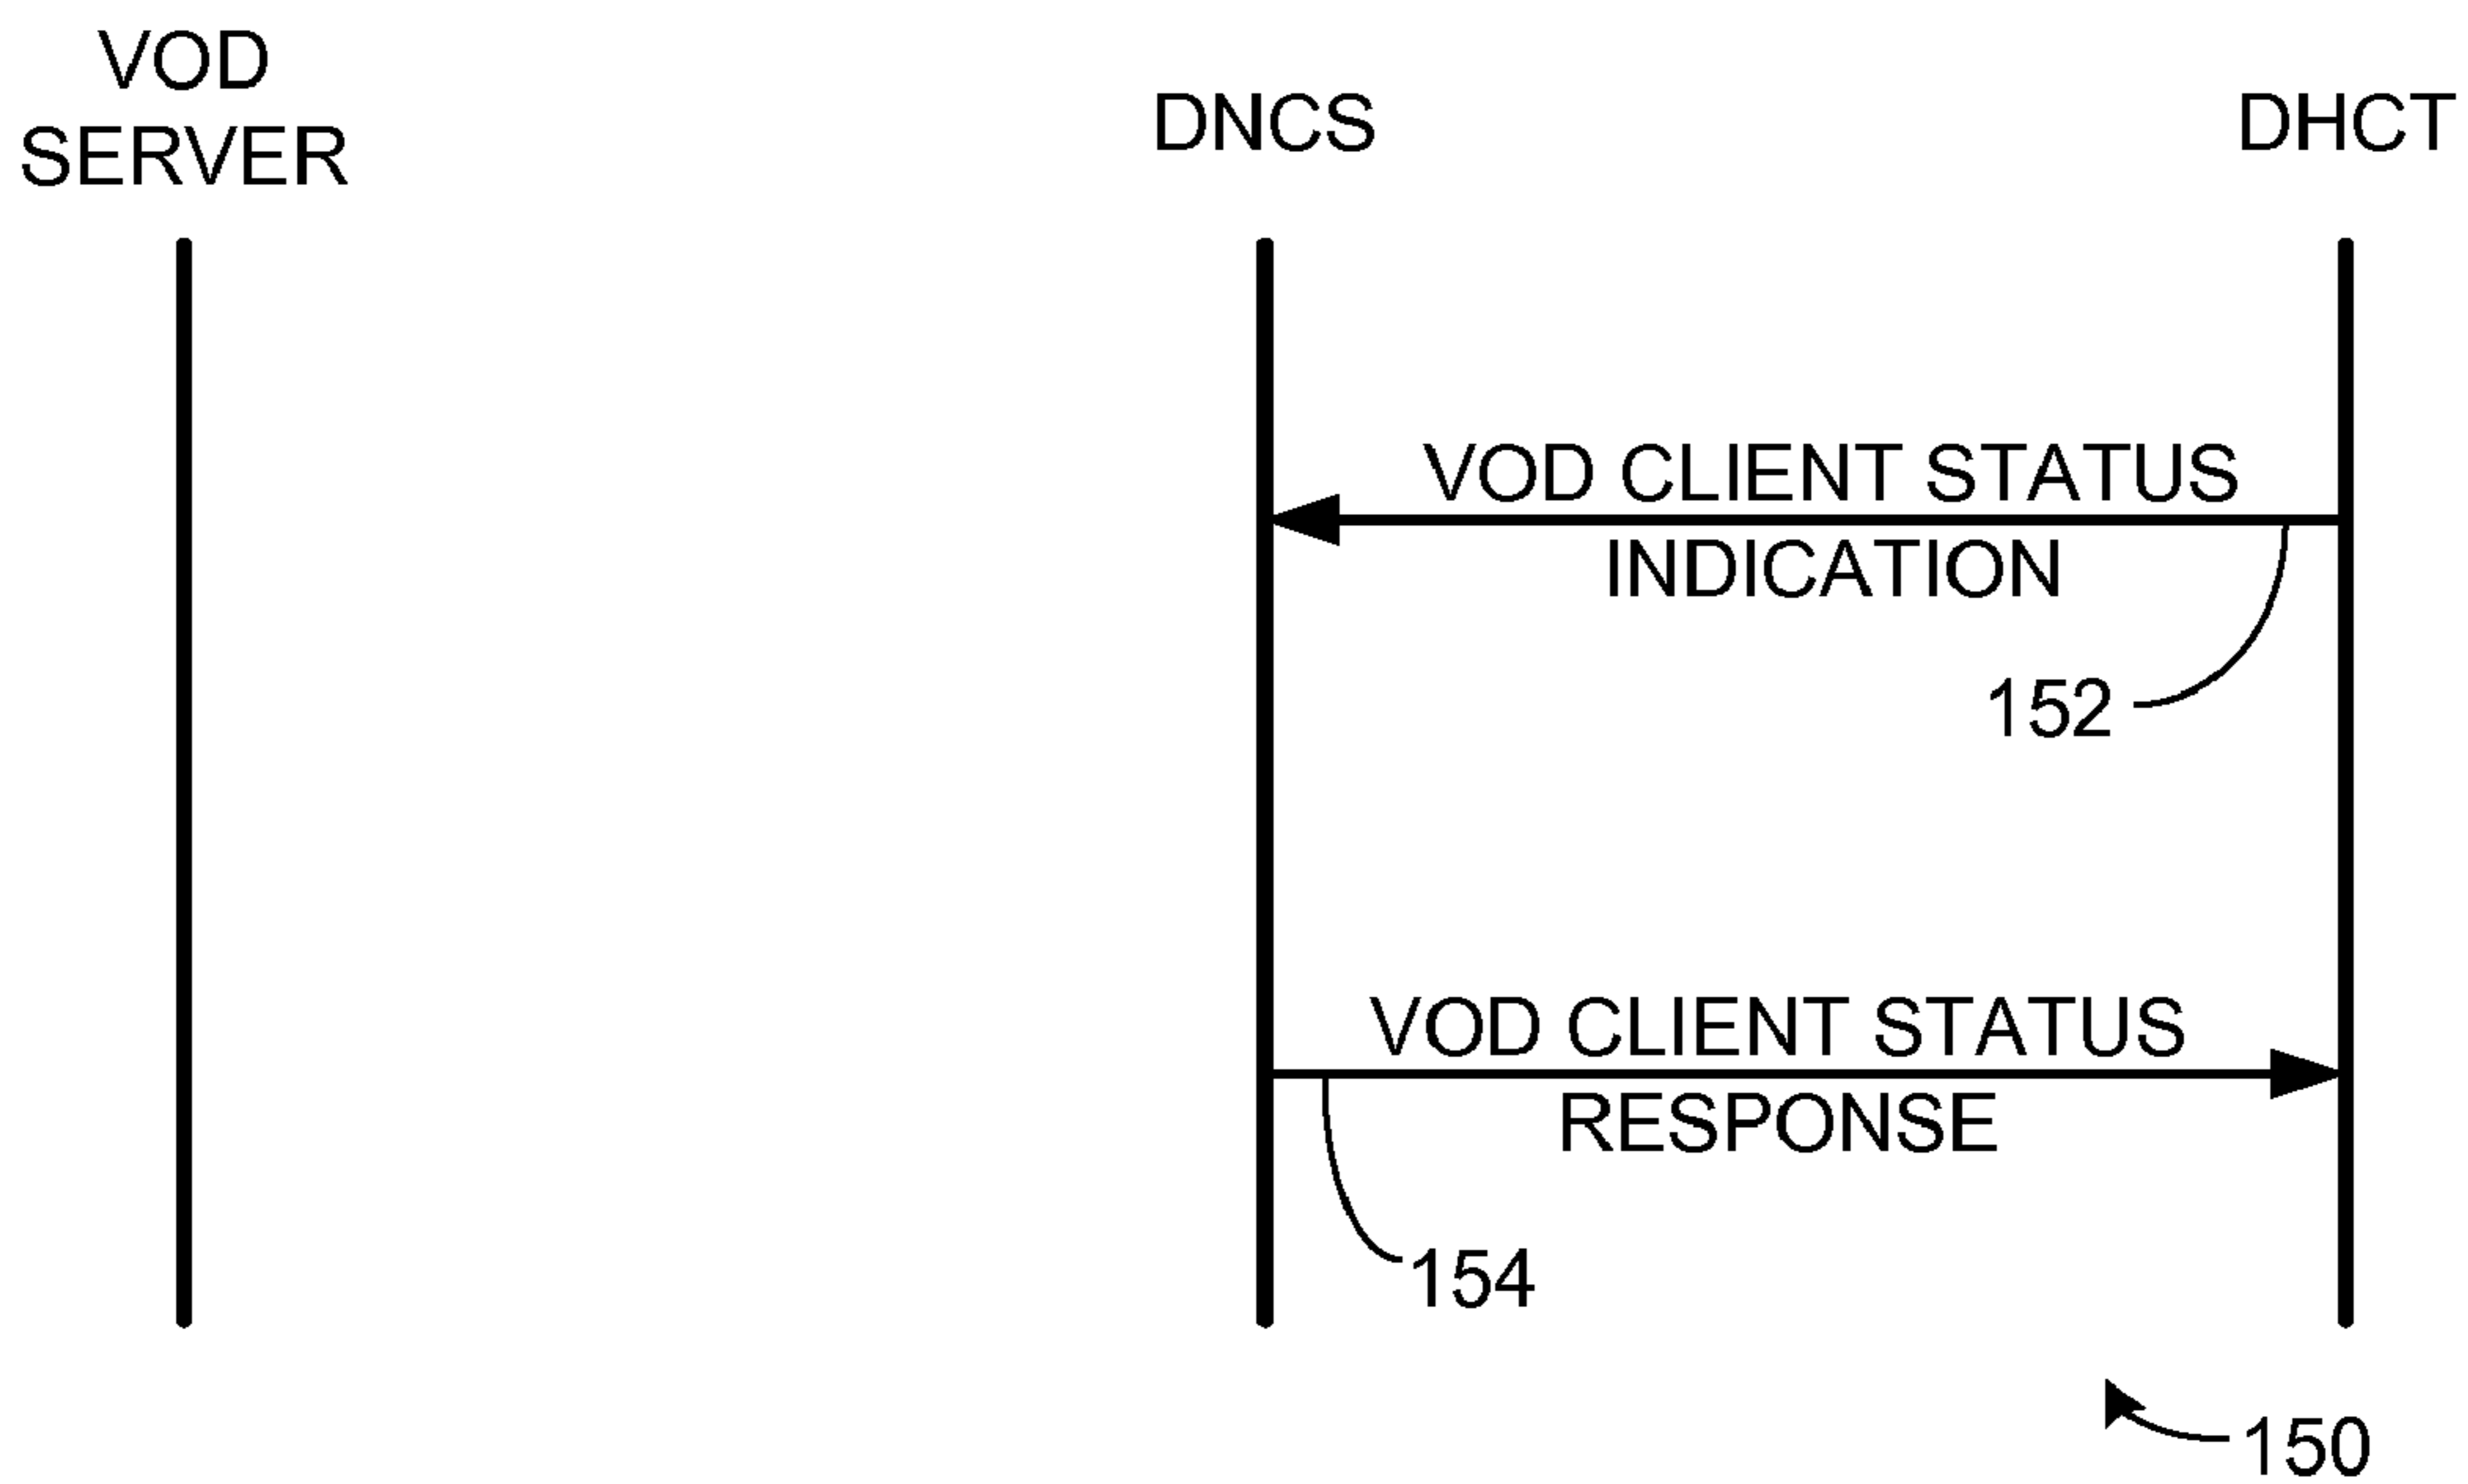 VOD
SERVER
DNCS
DHCT
VOD CLIENT STATUS
INDICATION
152
VOD CLIENT STATUS
RESPONSE
154
150